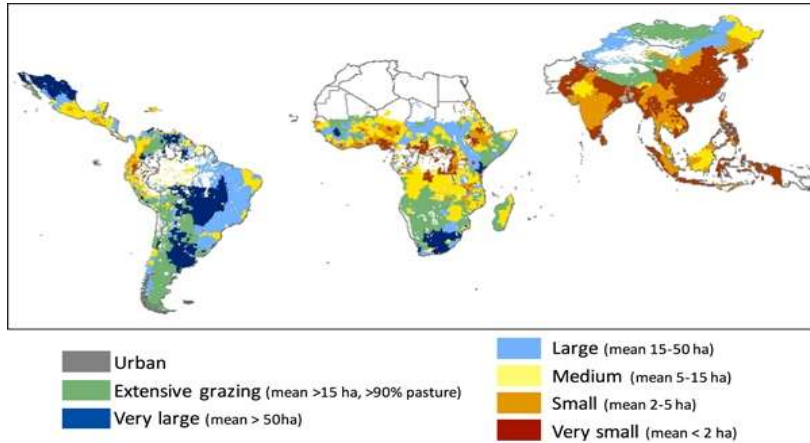 Urban
Extensive grazing (mean >15 ha, >90% pasture)
Very large (mean > 50ha)
Large (mean 15-50 ha)
Medium (mean 5-15 ha)
Small (mean 2-5 ha)
Very small (mean < 2 ha)